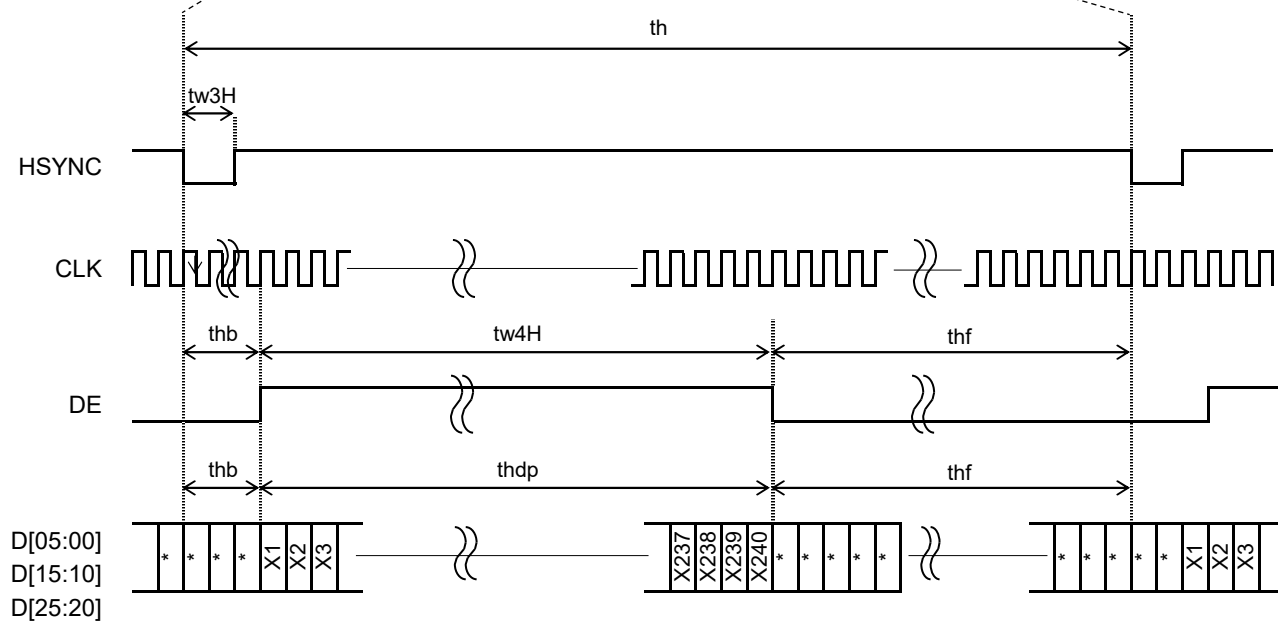 th
tw3H
HSYNC
CLK
thb tw4H thf
DE
thb thdp thf
D[05:00]
D[15:10]
D[25:20]
* * * * X1 X2 X3 X237 X238 X239 X240 * * * * * * * * * * X1 X2 X3